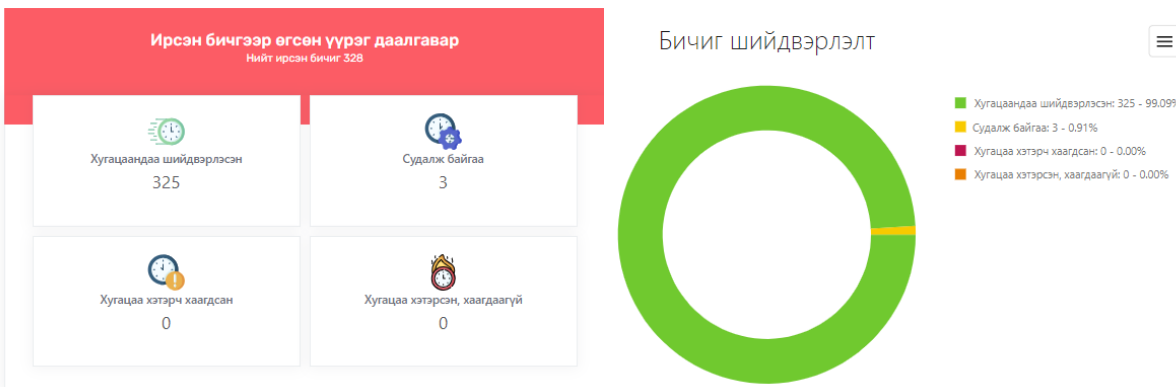 Ирсэн бичгээр өгсөн үүрэг даалгавар
Нийт ирсэн бичиг 328
Хугацаандаа шийдвэрлэсэн
325
Судалж байгаа
3
Хугацаа хэтэрч хаагдсан
0
Хугацаа хэтэрсэн, хаагдаагүй
0
Бичиг шийдвэрлэлт
Хугацаандаа шийдвэрлэсэн: 325 - 99.09%
Судалж байгаа: 3 - 0.91%
Хугацаа хэтэрч хаагдсан: 0 - 0.00%
Хугацаа хэтэрсэн, хаагдаагүй: 0 - 0.00%